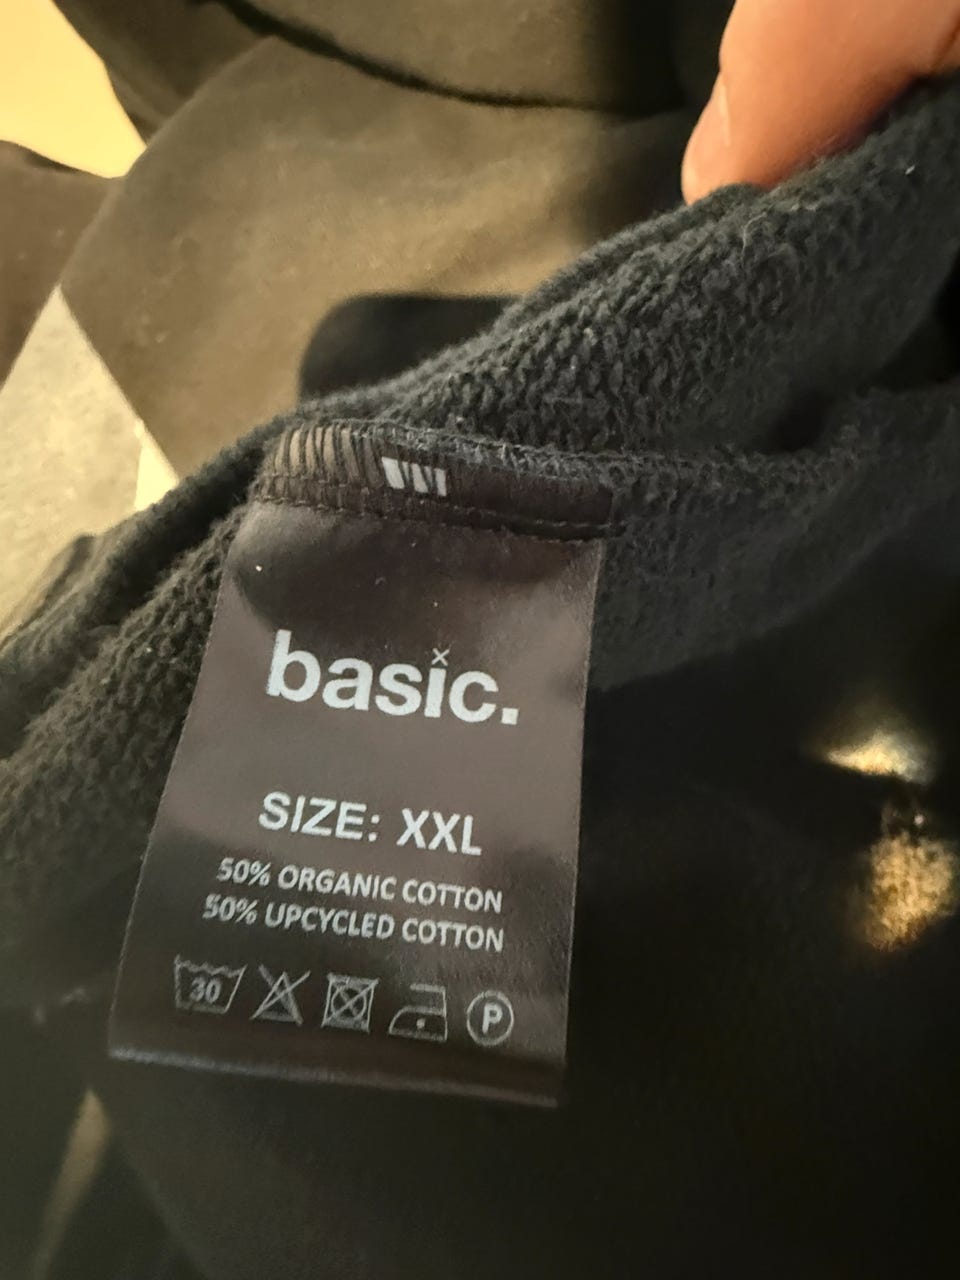 basic.
SIZE: XXL
50% ORGANIC COTTON
50% UPCYCLED COTTON
30
P